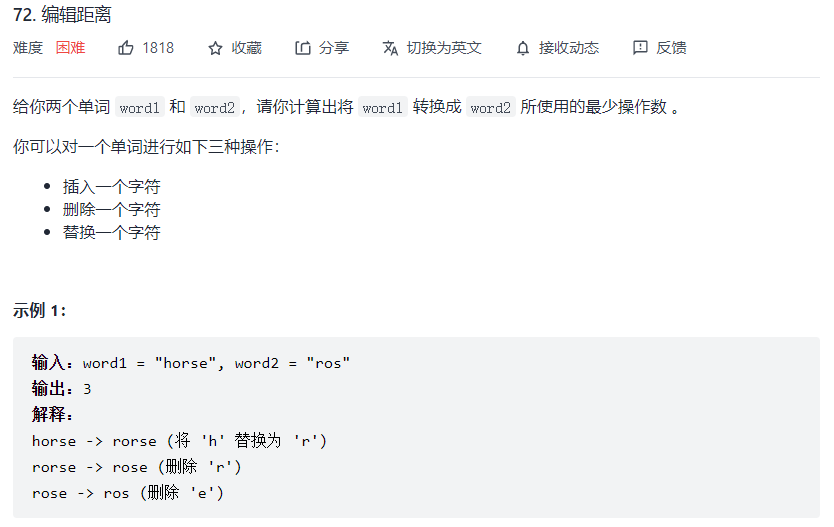 72. 编辑距离
难度 困难 1818 收藏 分享 切换为英文 接收动态 反馈
给你两个单词 word1 和 word2，请你计算出将 word1 转换成 word2 所使用的最少操作数 。
你可以对一个单词进行如下三种操作：
插入一个字符
删除一个字符
替换一个字符
示例 1：
输入：word1 = "horse", word2 = "ros"
输出：3
解释：
horse -> rorse (将 'h' 替换为 'r')
rorse -> rose (删除 'r')
rose -> ros (删除 'e')